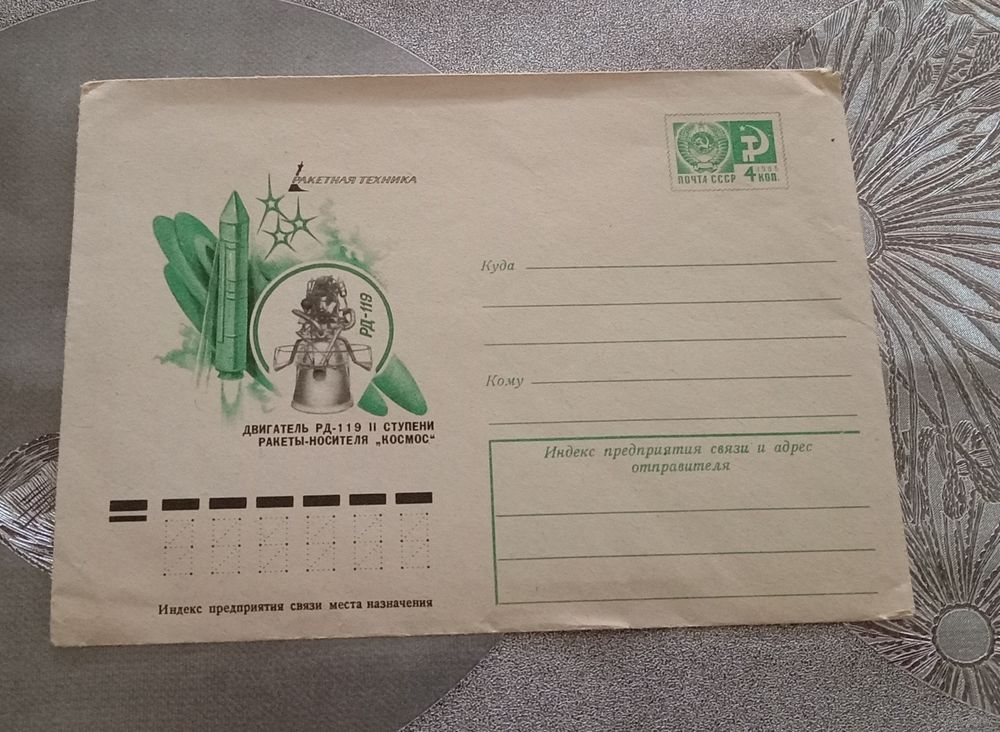 РАКЕТНАЯ ТЕХНИКА
РД-119
ДВИГАТЕЛЬ РД-119 II СТУПЕНИ
РАКЕТЫ-НОСИТЕЛЯ „КОСМОС“
ПОЧТА СССР 4 1966 КОП.
Куда
Кому
Индекс предприятия связи и адрес
отправителя
Индекс предприятия связи места назначения